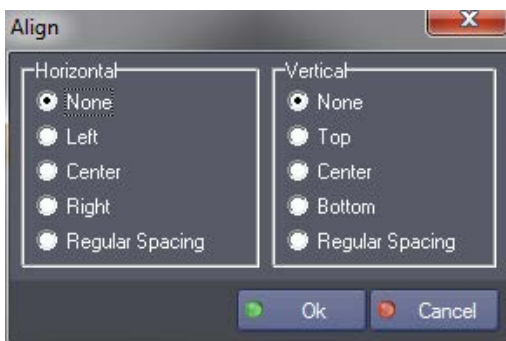 Align
Horizontal
None
Left
Center
Right
Regular Spacing
Vertical
None
Top
Center
Bottom
Regular Spacing
Ok
Cancel